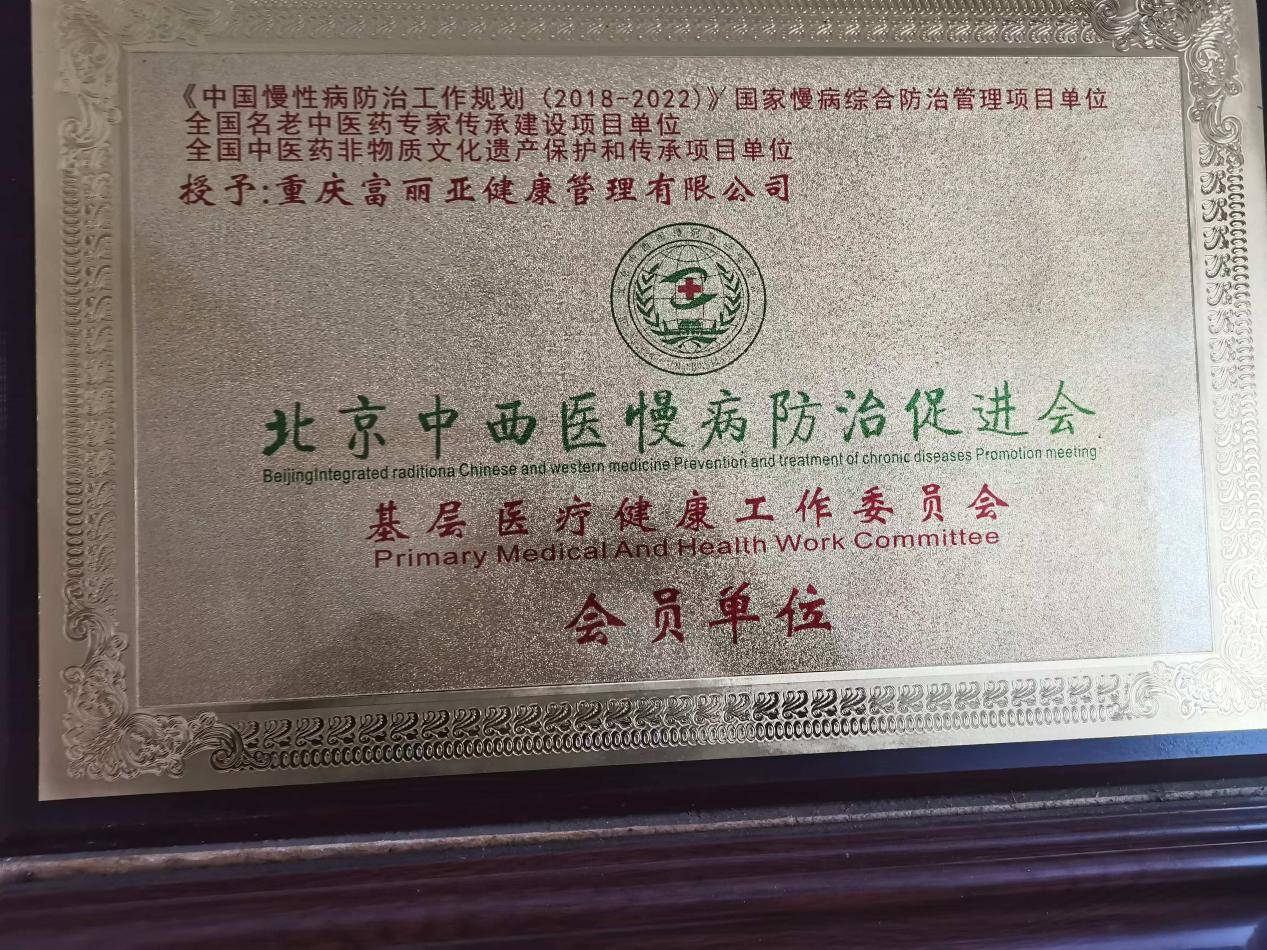 《中国慢性病防治工作规划（2018-2022）》国家慢病综合防治管理项目单位
全国名老中医药专家传承建设项目单位
全国中医药非物质文化遗产保护和传承项目单位
授予:重庆富丽亚健康管理有限公司
北京中西医慢病防治促进会
BeijingIntegrated raditiona Chinese and western medicine Prevention and treatment of chronic diseases Promotion meeting
基层医疗健康工作委员会
Primary Medical And Health Work Committee
会员单位